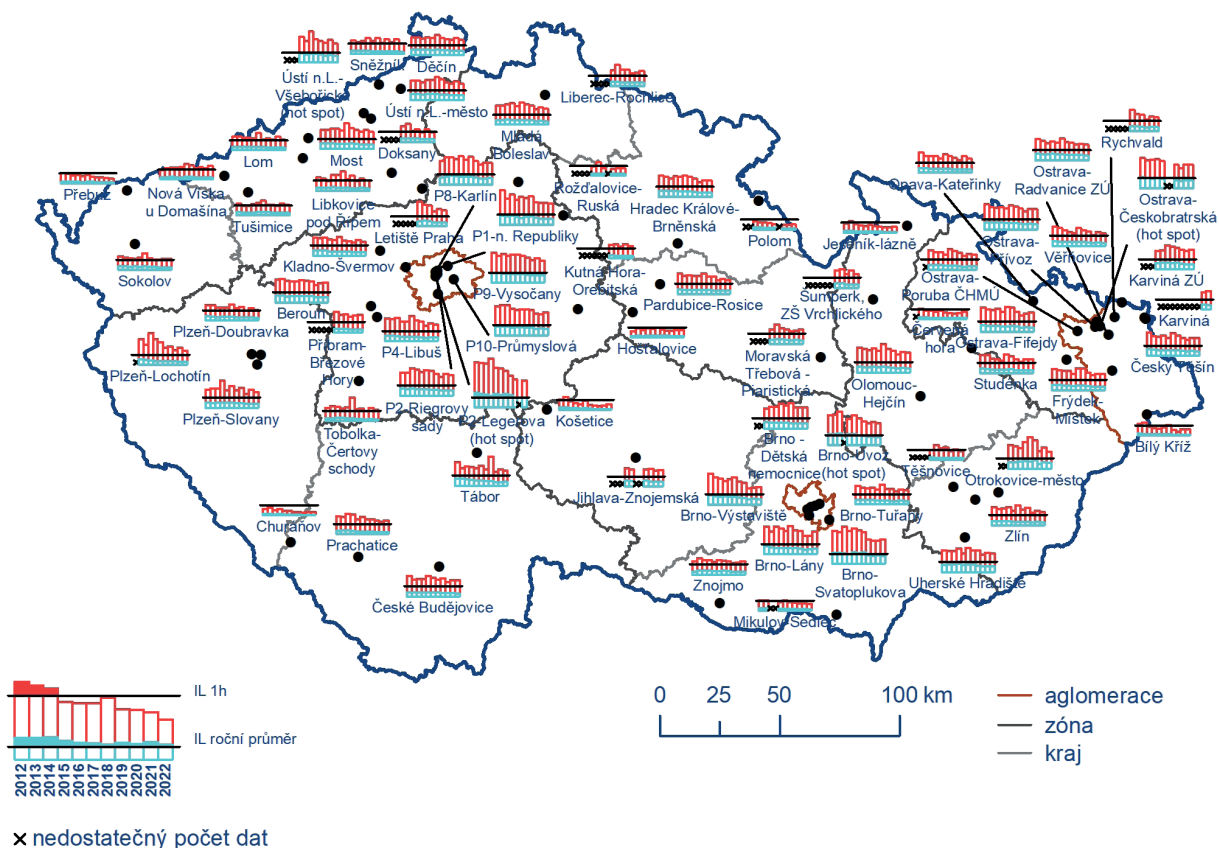 Ústí n.L.-
Všebořická
(hot spot)
Sněžník
Děčín
Ústí n.L.-město
Liberec-Rochlice
Lom
Most
Doksany
Mladá
Boleslav
Přebuz
Nová Víska
u Domašína
Tušimice
Libkovice
pod Řípem
P8-Karlín
Rožďalovice-
Ruská
Hradec Králové-
Brněnská
Letiště Praha
P1-n. Republiky
Polom
Jeseník-lázně
Opava-Kateřinky
Ostrava-
Radvanice ZÚ
Rychvald
Ostrava-
Českobratrská
(hot spot)
Ostrava-
Přívoz
Věřňovice
Karviná ZÚ
Karviná
Sokolov
Kladno-Švermov
Kutná Hora-
Orebitská
P9-Vysočany
Pardubice-Rosice
Šumperk,
ZŠ Vrchlického
Ostrava-
Poruba ČHMÚ
Beroun
Plzeň-Doubravka
Příbram-
Březové
Hory
P4-Libuš
P10-Průmyslová
Hošťalovice
Červená
hora
Ostrava-Fifejdy
Český Těšín
Plzeň-Lochotín
Plzeň-Slovany
P2-Riegrovy
sady
P2-Legerova
(hot spot)
Moravská
Třebová -
Piaristická
Olomouc-
Hejčín
Studénka
Frýdek-
Místek
Bílý Kříž
Tobolka-
Čertovy
schody
Košetice
Brno -
Dětská
nemocnice
Brno-Úvoz
(hot spot)
Těšnovice
Otrokovice-město
Tábor
Jihlava-Znojemská
Brno-Výstaviště
Brno-Tuřany
Zlín
Churáňov
Prachatice
Brno-Lány
Brno-
Svatoplukova
Uherské Hradiště
České Budějovice
Znojmo
Mikulov-Sedlec
IL 1h
IL roční průměr
2012
2013
2014
2015
2016
2017
2018
2019
2020
2021
2022
0 25 50 100 km
aglomerace
zóna
kraj
× nedostatečný počet dat